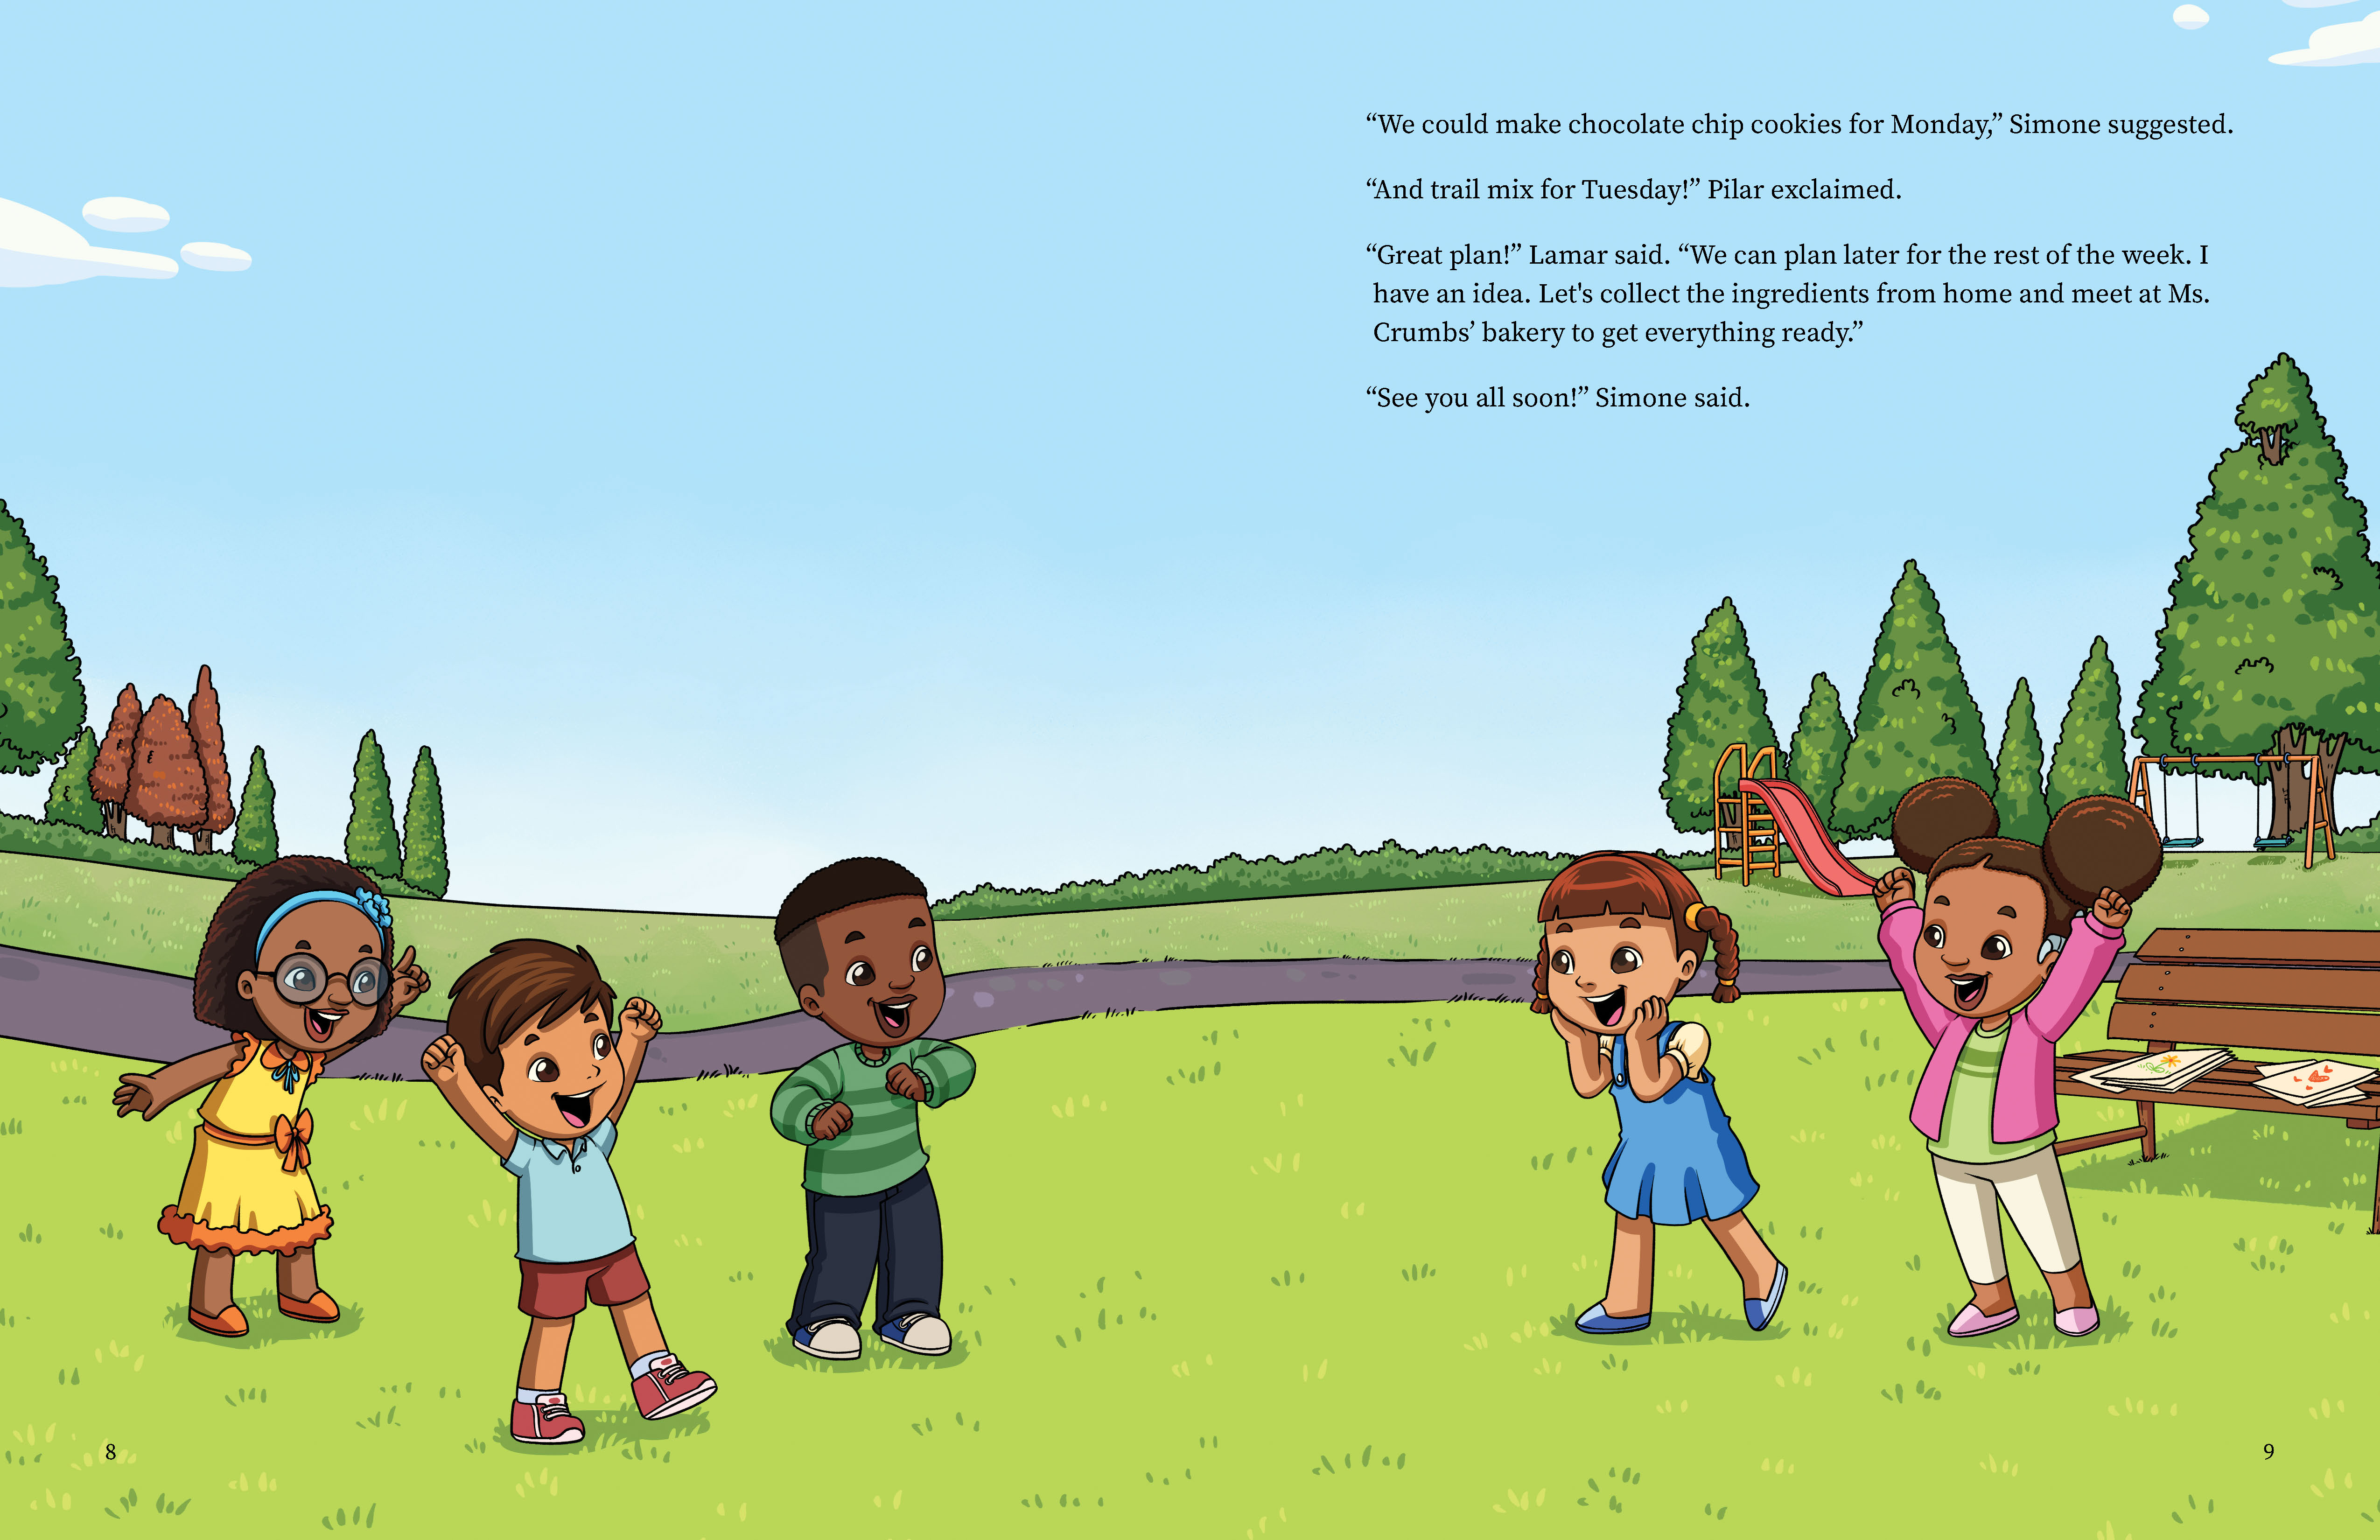 “We could make chocolate chip cookies for Monday,” Simone suggested.
“And trail mix for Tuesday!” Pilar exclaimed.
“Great plan!” Lamar said. “We can plan later for the rest of the week. I
have an idea. Let's collect the ingredients from home and meet at Ms.
Crumbs’ bakery to get everything ready.”
“See you all soon!” Simone said.
8
9